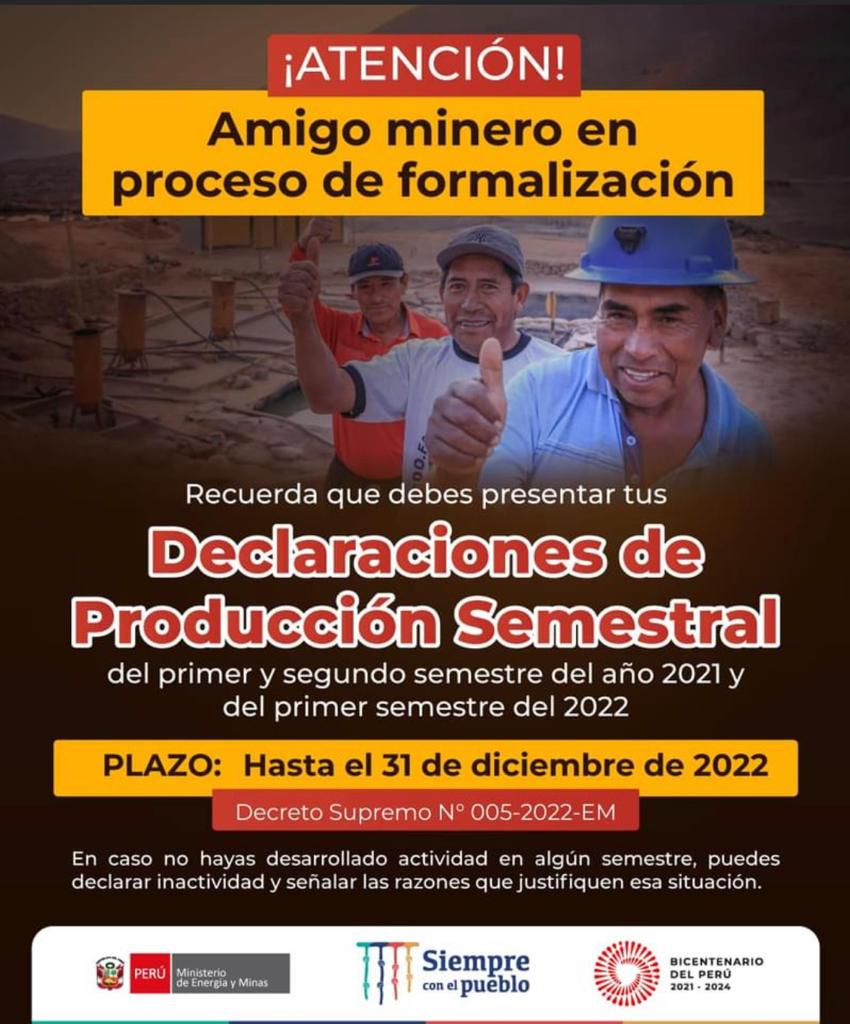 ¡ATENCIÓN!
Amigo minero en
proceso de formalización
Recuerda que debes presentar tus
Declaraciones de
Producción Semestral
del primer y segundo semestre del año 2021 y
del primer semestre del 2022
PLAZO: Hasta el 31 de diciembre de 2022
Decreto Supremo N° 005-2022-EM
En caso no hayas desarrollado actividad en algún semestre, puedes
declarar inactividad y señalar las razones que justifiquen esa situación.
PERÚ
Ministerio
de Energía y Minas
Siempre
con el pueblo
BICENTENARIO
DEL PERÚ
2021 - 2024